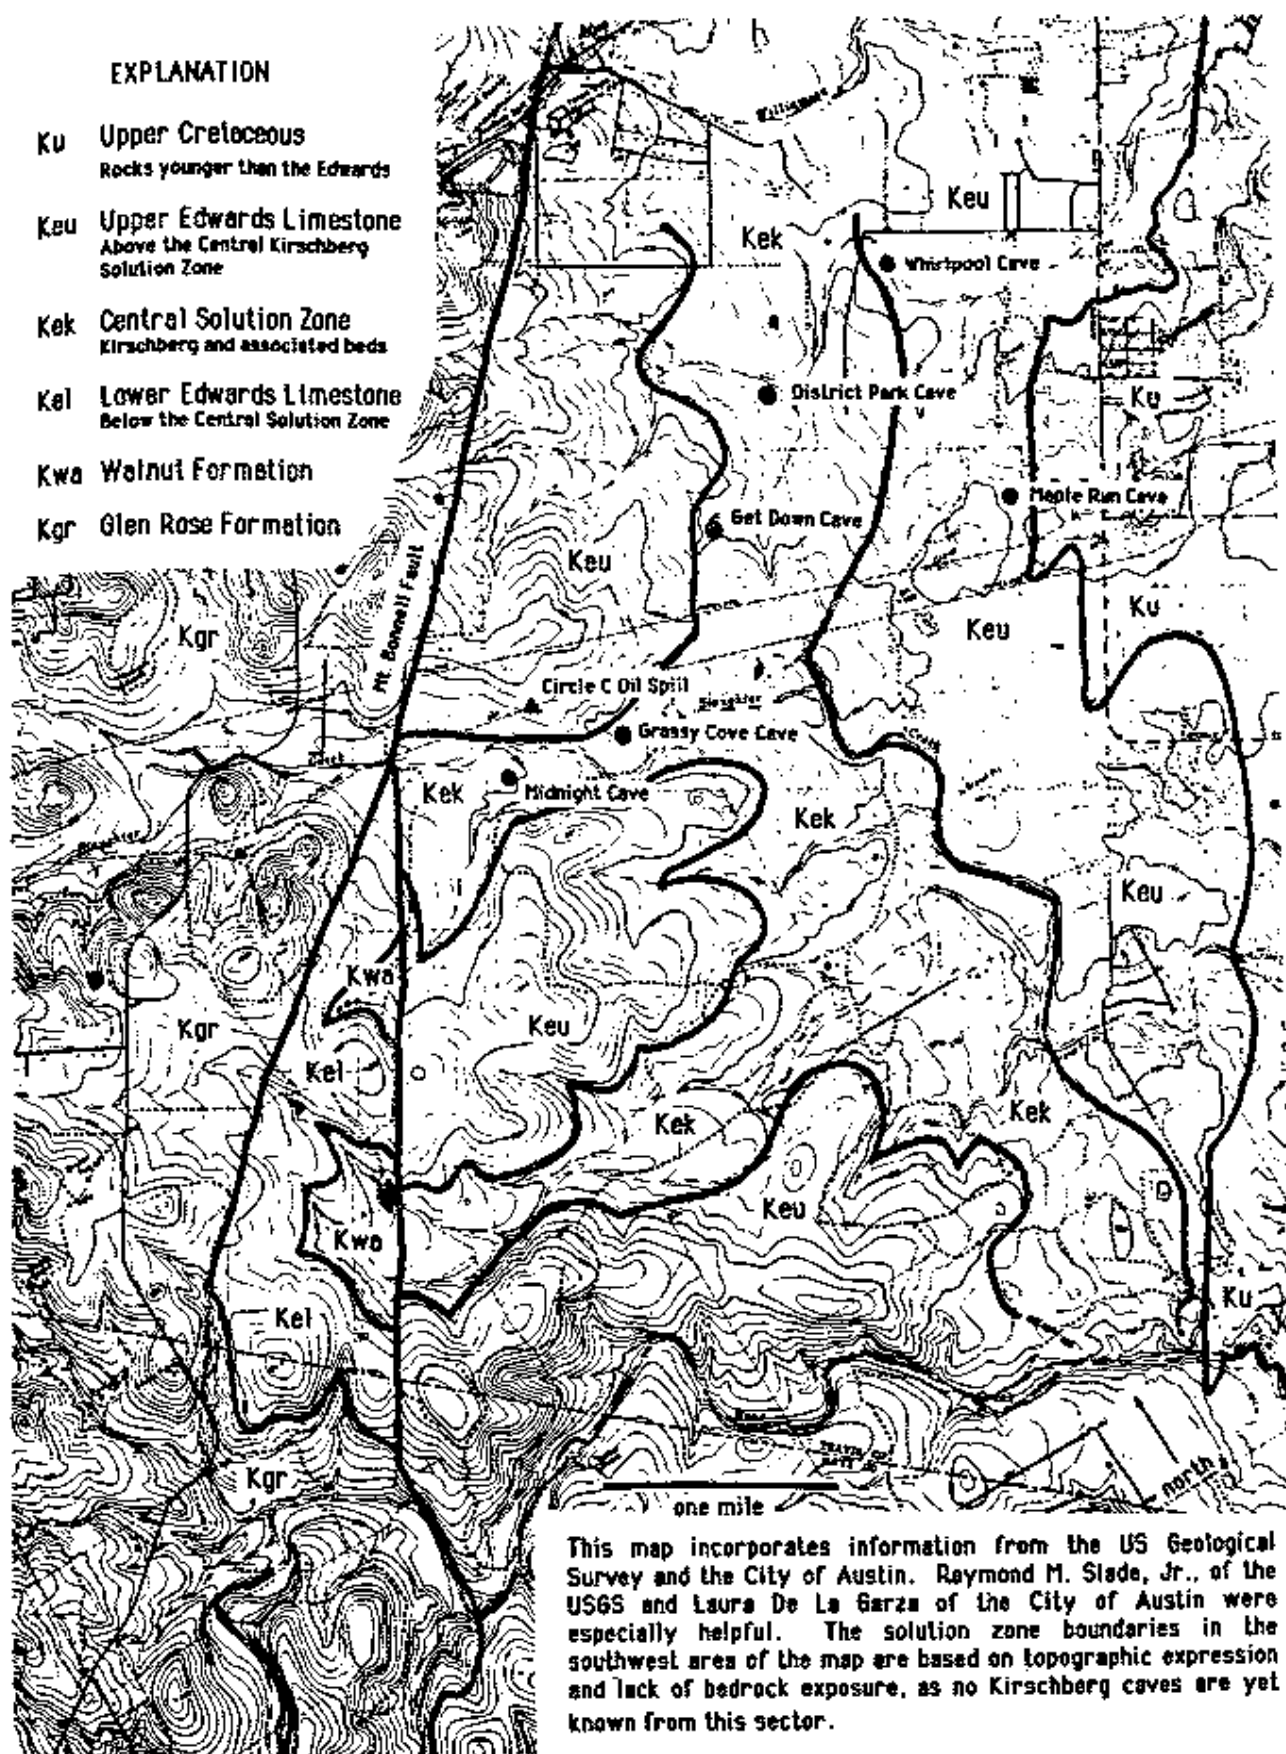 EXPLANATION
Ku Upper Cretaceous
Rocks younger than the Edwards
Keu Upper Edwards Limestone
Above the Central Kirschberg
Solution Zone
Kek Central Solution Zone
Kirschberg and associated beds
Kel Lower Edwards Limestone
Below the Central Solution Zone
Kwa Walnut Formation
Kgr Glen Rose Formation
Williamson
Keu
Kek
Whirlpool Cave
District Park Cave
Ku
Maple Run Cave
Get Down Cave
Keu
Mt. Bonnell Fault
Kgr
Ku
Keu
Circle C Oil Spill
Slaughter
Grassy Cove Cave
Creek
Kek
Midnight Cave
Kek
Slaughter
Keu
Kwa
Kgr
Keu
Kel
Kek
Kek
Keu
Kwa
Kel
Ku
Kgr
TRAVIS CO
HAYS CO
north
one mile
This map incorporates information from the US Geological
Survey and the City of Austin. Raymond M. Slade, Jr., of the
USGS and Laura De La Garza of the City of Austin were
especially helpful. The solution zone boundaries in the
southwest area of the map are based on topographic expression
and lack of bedrock exposure, as no Kirschberg caves are yet
known from this sector.